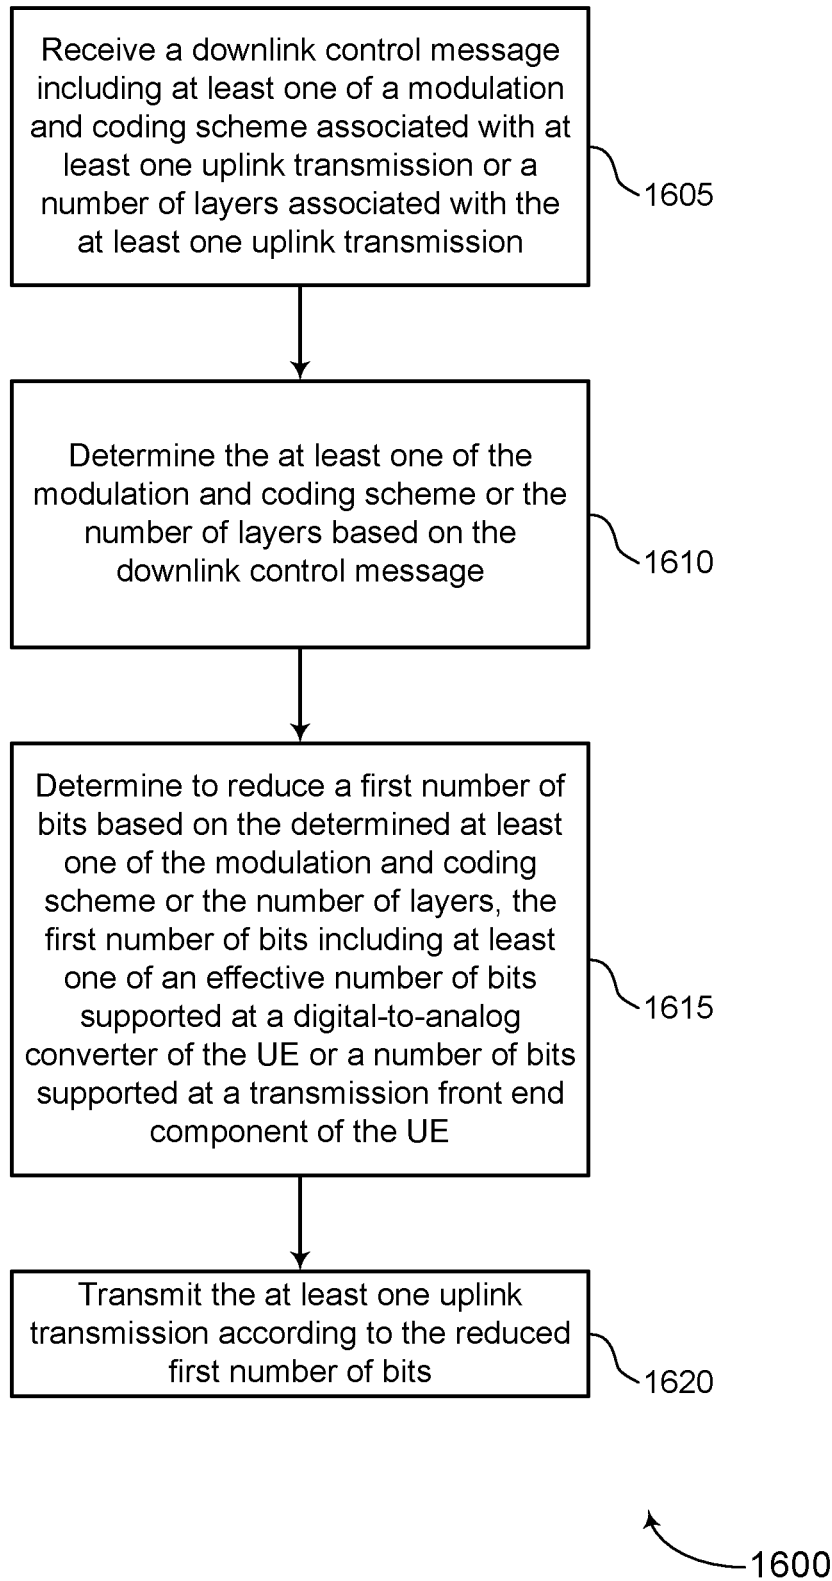 Receive a downlink control message
including at least one of a modulation
and coding scheme associated with at
least one uplink transmission or a
number of layers associated with the
at least one uplink transmission
1605
Determine the at least one of the
modulation and coding scheme or the
number of layers based on the
downlink control message
1610
Determine to reduce a first number of
bits based on the determined at least
one of the modulation and coding
scheme or the number of layers, the
first number of bits including at least
one of an effective number of bits
supported at a digital-to-analog
converter of the UE or a number of bits
supported at a transmission front end
component of the UE
1615
Transmit the at least one uplink
transmission according to the reduced
first number of bits
1620
1600